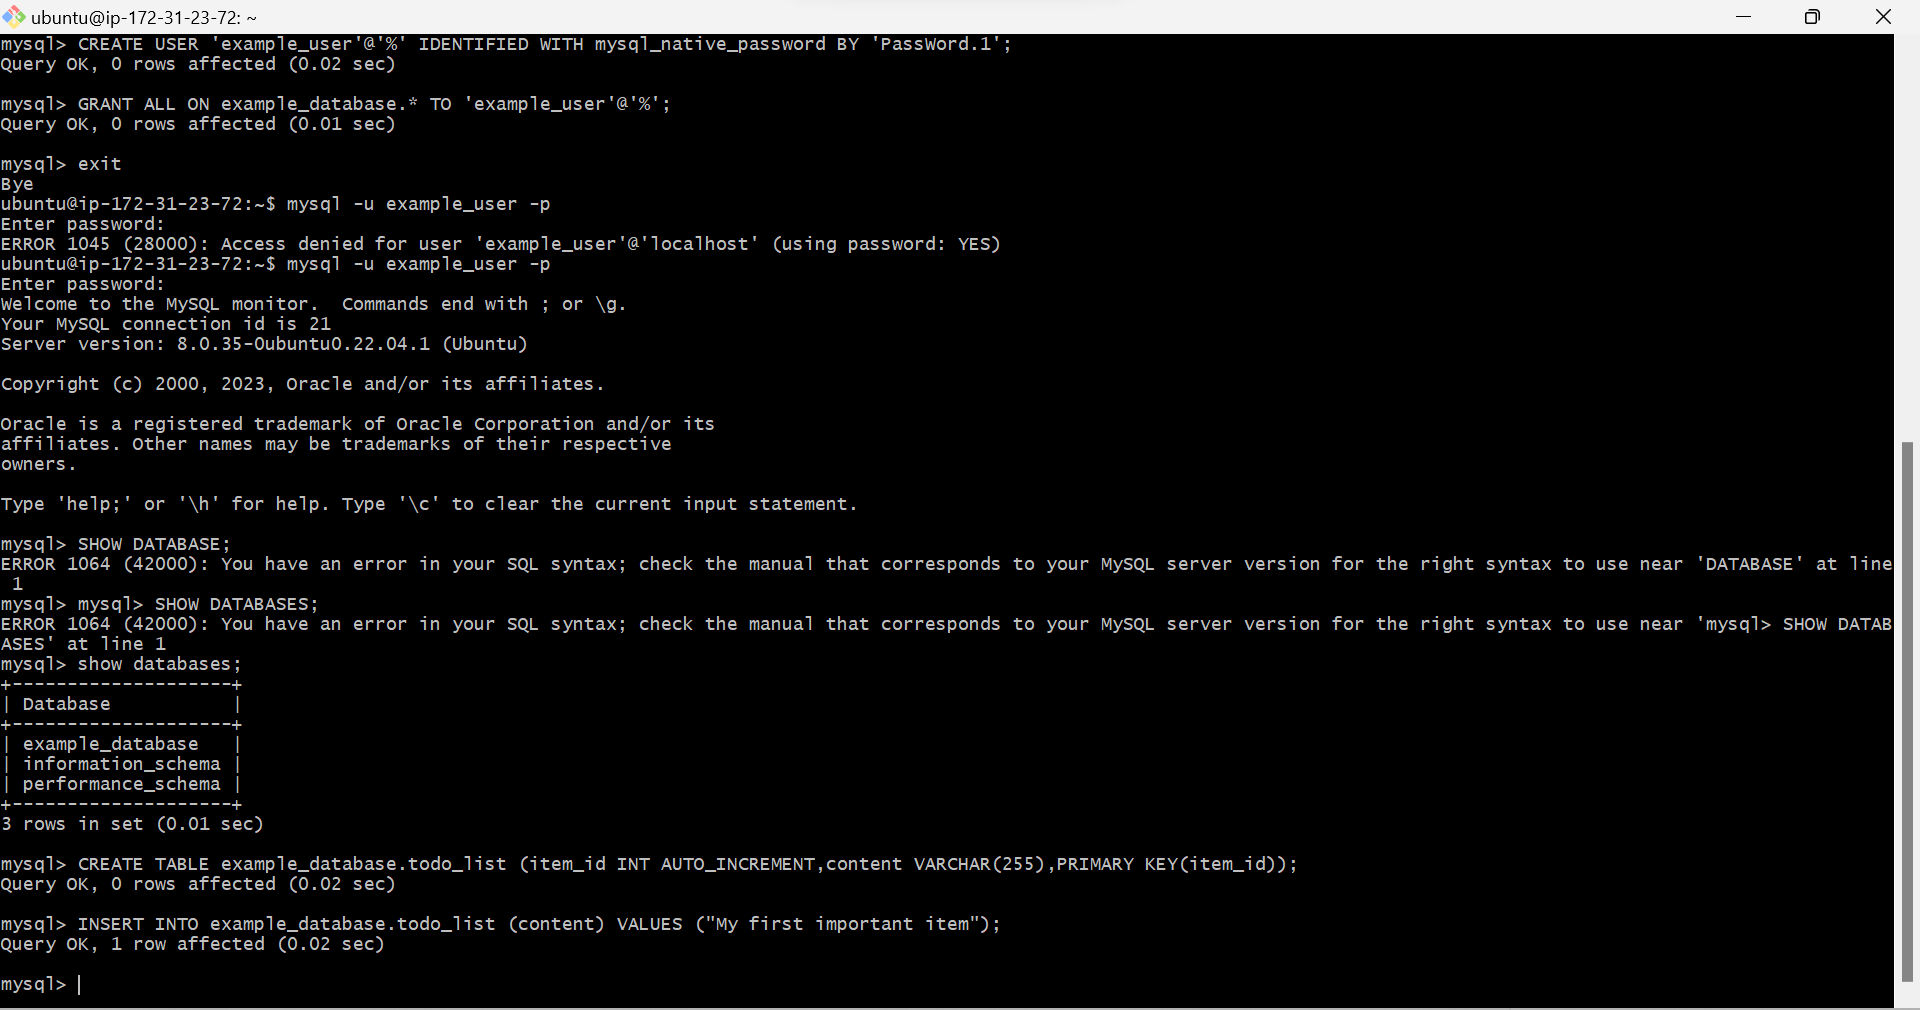 ubuntu@ip-172-31-23-72: ~
mysql> CREATE USER 'example_user'@'%' IDENTIFIED WITH mysql_native_password BY 'PassWord.1';
Query OK, 0 rows affected (0.02 sec)
mysql> GRANT ALL ON example_database.* TO 'example_user'@'%';
Query OK, 0 rows affected (0.01 sec)
mysql> exit
Bye
ubuntu@ip-172-31-23-72:~$ mysql -u example_user -p
Enter password:
ERROR 1045 (28000): Access denied for user 'example_user'@'localhost' (using password: YES)
ubuntu@ip-172-31-23-72:~$ mysql -u example_user -p
Enter password:
Welcome to the MySQL monitor.  Commands end with ; or \g.
Your MySQL connection id is 21
Server version: 8.0.35-0ubuntu0.22.04.1 (Ubuntu)
Copyright (c) 2000, 2023, Oracle and/or its affiliates.
Oracle is a registered trademark of Oracle Corporation and/or its
affiliates. Other names may be trademarks of their respective
owners.
Type 'help;' or '\h' for help. Type '\c' to clear the current input statement.
mysql> SHOW DATABASE;
ERROR 1064 (42000): You have an error in your SQL syntax; check the manual that corresponds to your MySQL server version for the right syntax to use near 'DATABASE' at line
 1
mysql> mysql> SHOW DATABASES;
ERROR 1064 (42000): You have an error in your SQL syntax; check the manual that corresponds to your MySQL server version for the right syntax to use near 'mysql> SHOW DATAB
ASES' at line 1
mysql> show databases;
+--------------------+
| Database           |
+--------------------+
| example_database   |
| information_schema |
| performance_schema |
+--------------------+
3 rows in set (0.01 sec)
mysql> CREATE TABLE example_database.todo_list (item_id INT AUTO_INCREMENT,content VARCHAR(255),PRIMARY KEY(item_id));
Query OK, 0 rows affected (0.02 sec)
mysql> INSERT INTO example_database.todo_list (content) VALUES ("My first important item");
Query OK, 1 row affected (0.02 sec)
mysql>